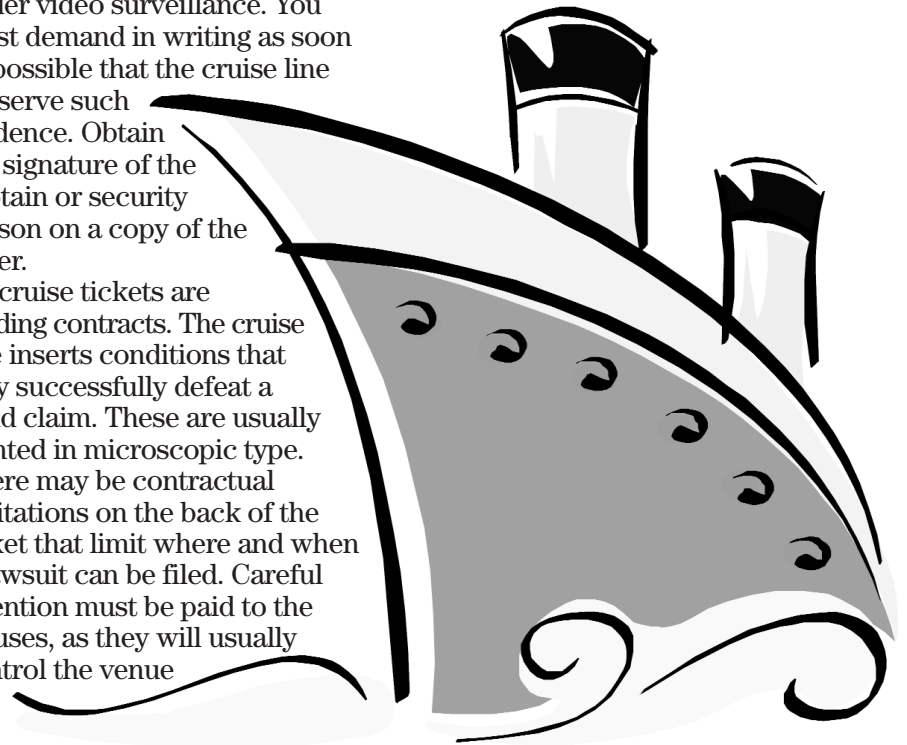 er video surveillance. You
st demand in writing as soon
possible that the cruise line
serve such
dence. Obtain
signature of the
tain or security
son on a copy of the
er.
cruise tickets are
ding contracts. The cruise
e inserts conditions that
y successfully defeat a
id claim. These are usually
nted in microscopic type.
ere may be contractual
itations on the back of the
ket that limit where and when
awsuit can be filed. Careful
ention must be paid to the
uses, as they will usually
ntrol the venue